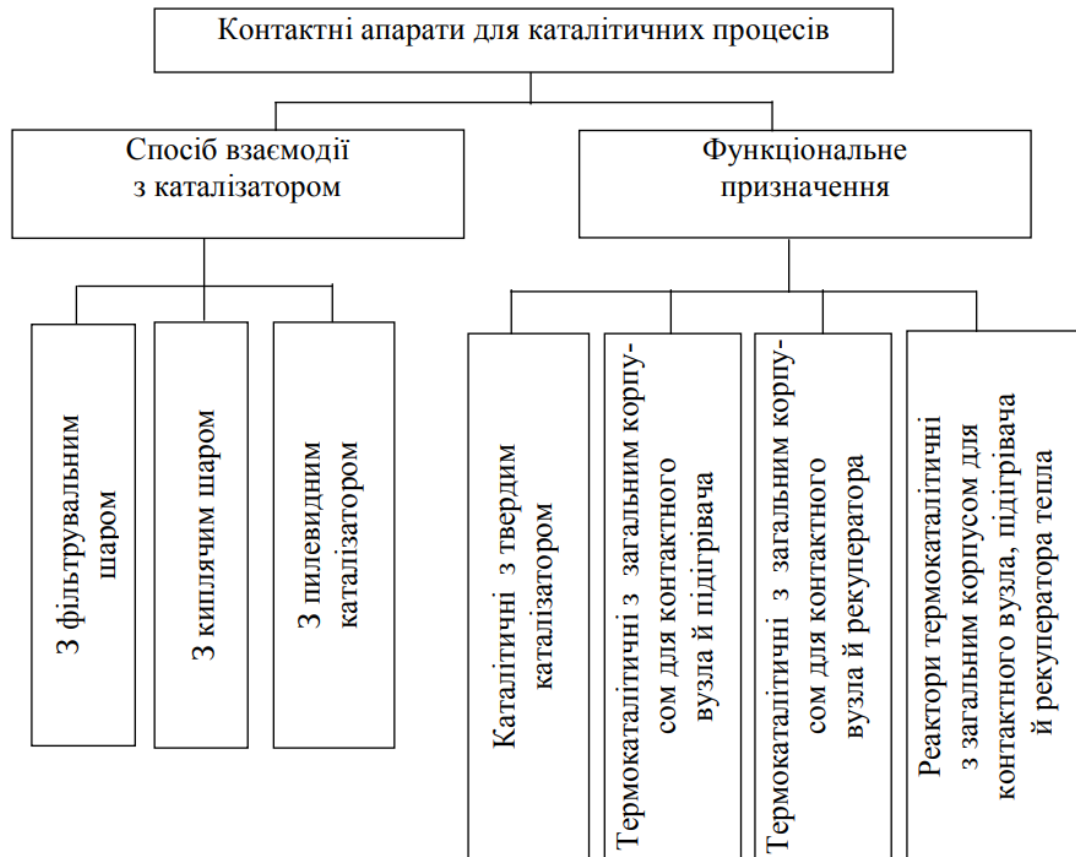 Контактні апарати для каталітичних процесів
Спосіб взаємодії
з каталізатором
Функціональне
призначення
З фільтрувальним
шаром
З киплячим шаром
З пилевидним
каталізатором
Каталітичні з твердим
каталізатором
Термокаталітичні з загальним корпу-
сом для контактного
вузла й підігрівача
Термокаталітичні з загальним корпу-
сом для контактного
вузла й рекуператора
Реактори термокаталітичні
з загальним корпусом для
контактного вузла, підігрівача
й рекуператора тепла